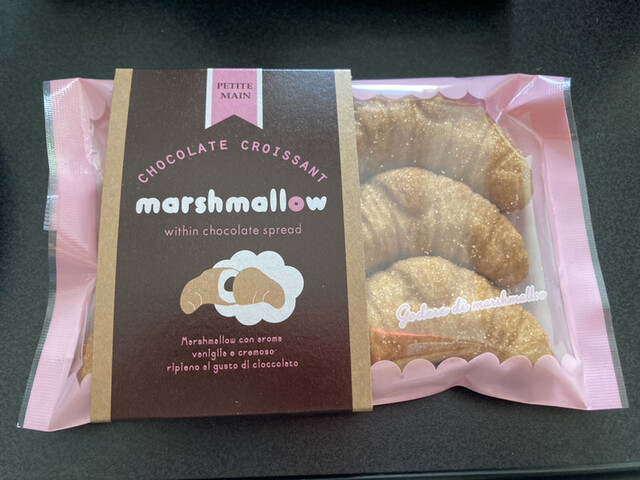 PETITE
MAIN
CHOCOLATE CROISSANT
marshmallow
within chocolate spread
Marshmallow con aroma
vaniglia e cremoso
ripieno al gusto di cioccolato
Godere di marshmallow